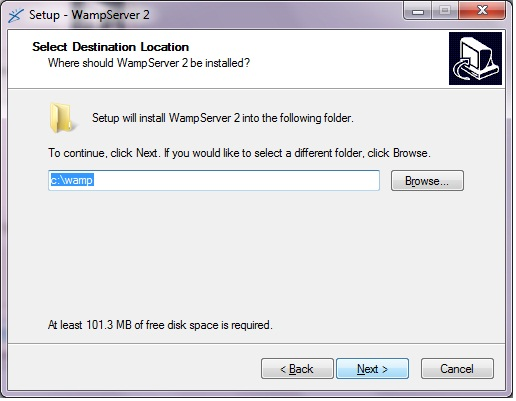 Setup - WampServer 2
Select Destination Location
Where should WampServer 2 be installed?
Setup will install WampServer 2 into the following folder.
To continue, click Next. If you would like to select a different folder, click Browse.
c:\wamp
Browse...
At least 101.3 MB of free disk space is required.
< Back
Next >
Cancel